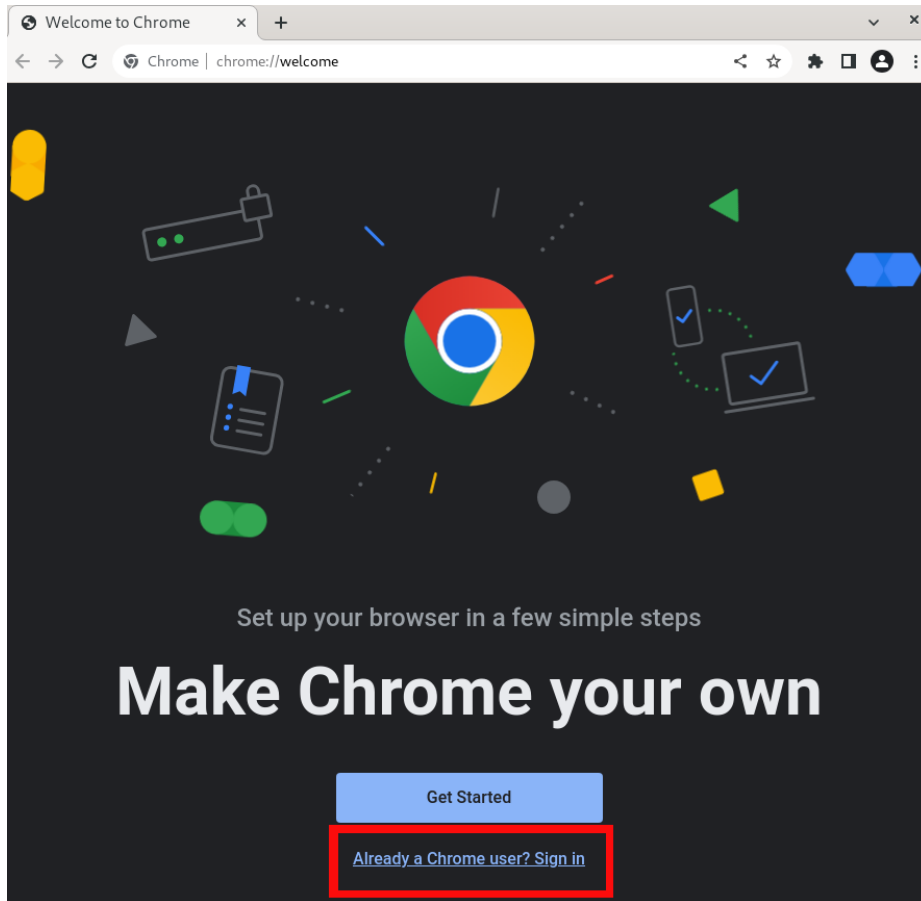 Welcome to Chrome
Chrome | chrome://welcome
Set up your browser in a few simple steps
Make Chrome your own
Get Started
Already a Chrome user? Sign in